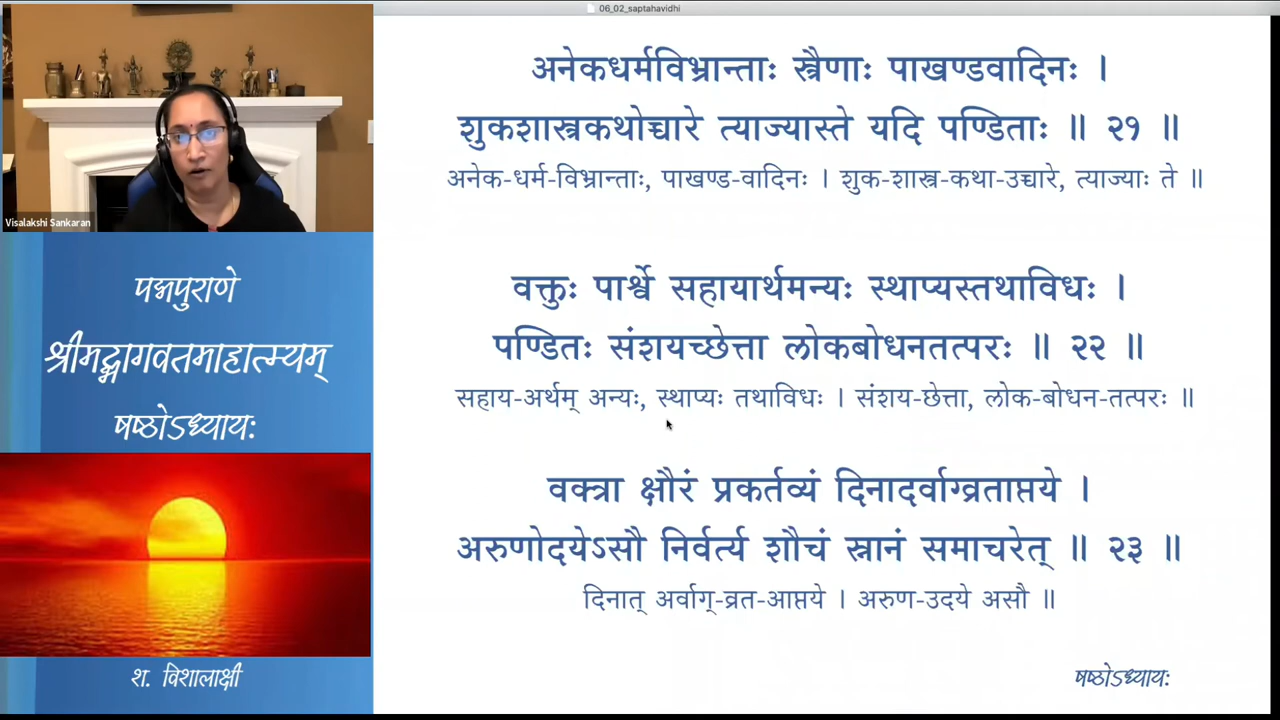 06_02_saptahavidhi
Visalakshi Sankaran
पद्मपुराणे
श्रीमद्भागवतमाहात्म्यम्
षष्ठोऽध्यायः
श. विशालाक्षी
अनेकधर्मविभ्रान्ताः स्त्रैणाः पाखण्डवादिनः ।
शुकशास्त्रकथोच्चारे त्याज्यास्ते यदि पण्डिताः ॥ २१ ॥
अनेक-धर्म-विभ्रान्ताः, पाखण्ड-वादिनः । शुक-शास्त्र-कथा-उच्चारे, त्याज्याः ते ॥
वक्तुः पार्श्वे सहायार्थमन्यः स्थाप्यस्तथाविधः ।
पण्डितः संशयच्छेत्ता लोकबोधनतत्परः ॥ २२ ॥
सहाय-अर्थम् अन्यः, स्थाप्यः तथाविधः । संशय-छेत्ता, लोक-बोधन-तत्परः ॥
वक्त्रा क्षौरं प्रकर्तव्यं दिनादर्वाग्व्रताप्तये ।
अरुणोदयेऽसौ निर्वर्त्य शौचं स्नानं समाचरेत् ॥ २३ ॥
दिनात् अर्वाग्-व्रत-आप्तये । अरुण-उदये असौ ॥
षष्ठोऽध्यायः